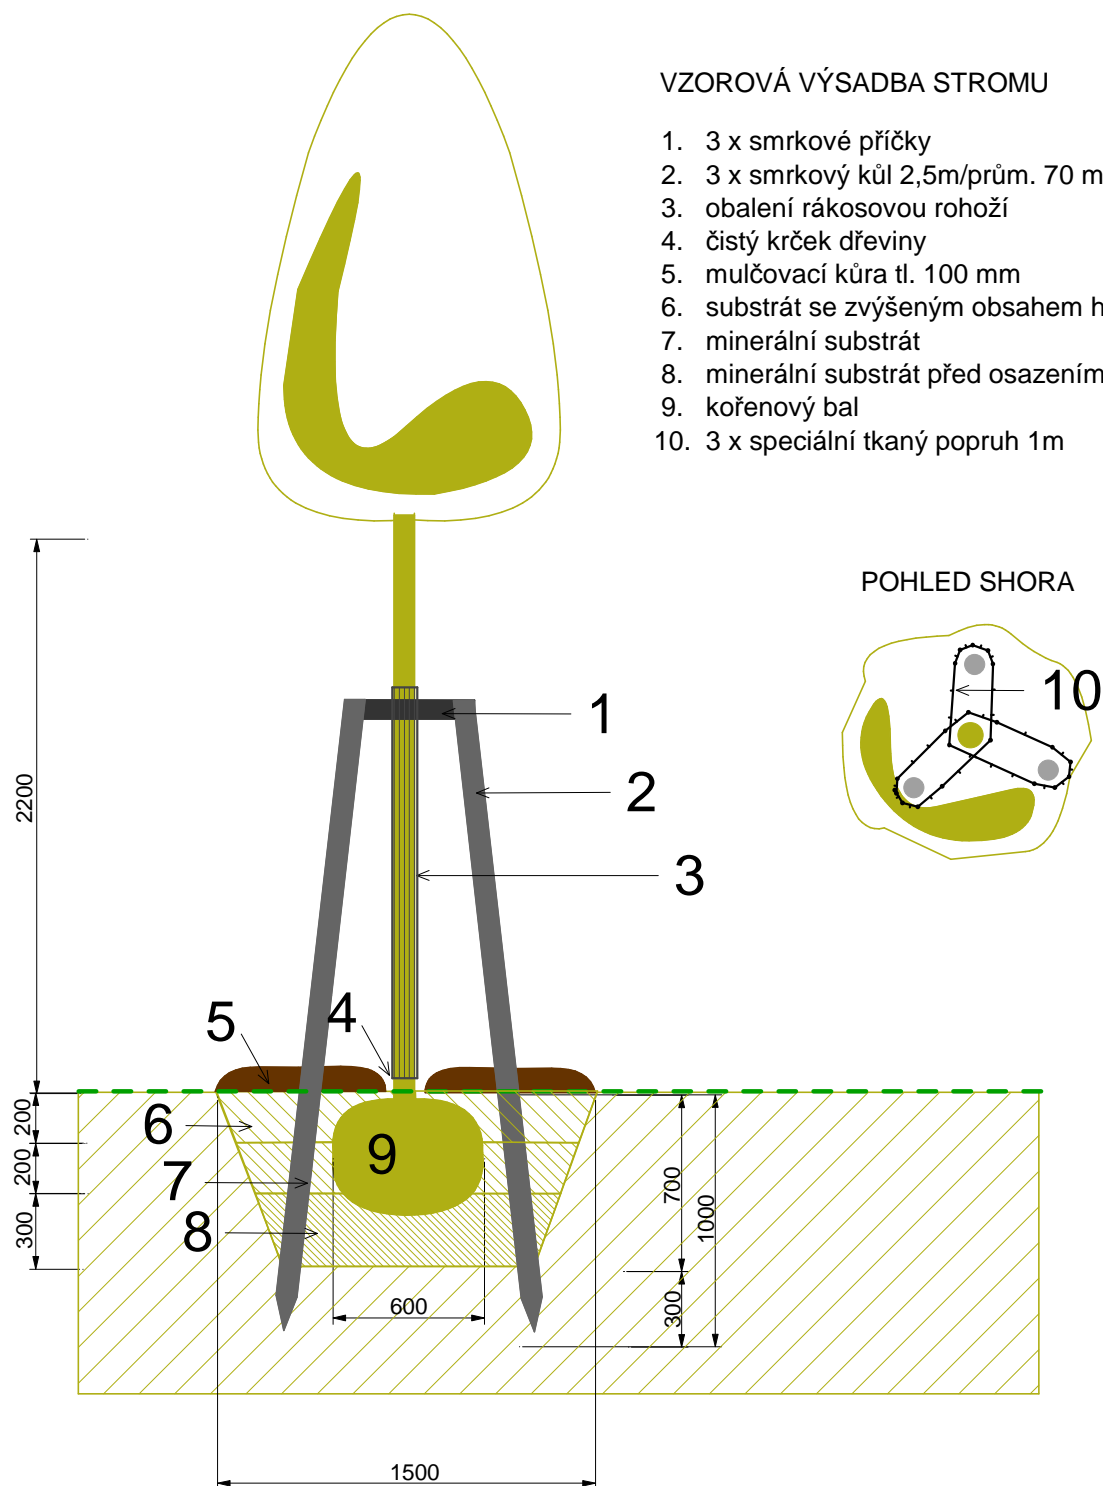 VZOROVÁ VÝSADBA STROMU
1. 3 x smrkové příčky
2. 3 x smrkový kůl 2,5m/prům. 70 m
3. obalení rákosovou rohoží
4. čistý krček dřeviny
5. mulčovací kůra tl. 100 mm
6. substrát se zvýšeným obsahem h
7. minerální substrát
8. minerální substrát před osazením
9. kořenový bal
10. 3 x speciální tkaný popruh 1m
POHLED SHORA
10
1
2
3
4
5
6
7
8
9
2200
200
200
300
700
1000
300
600
1500